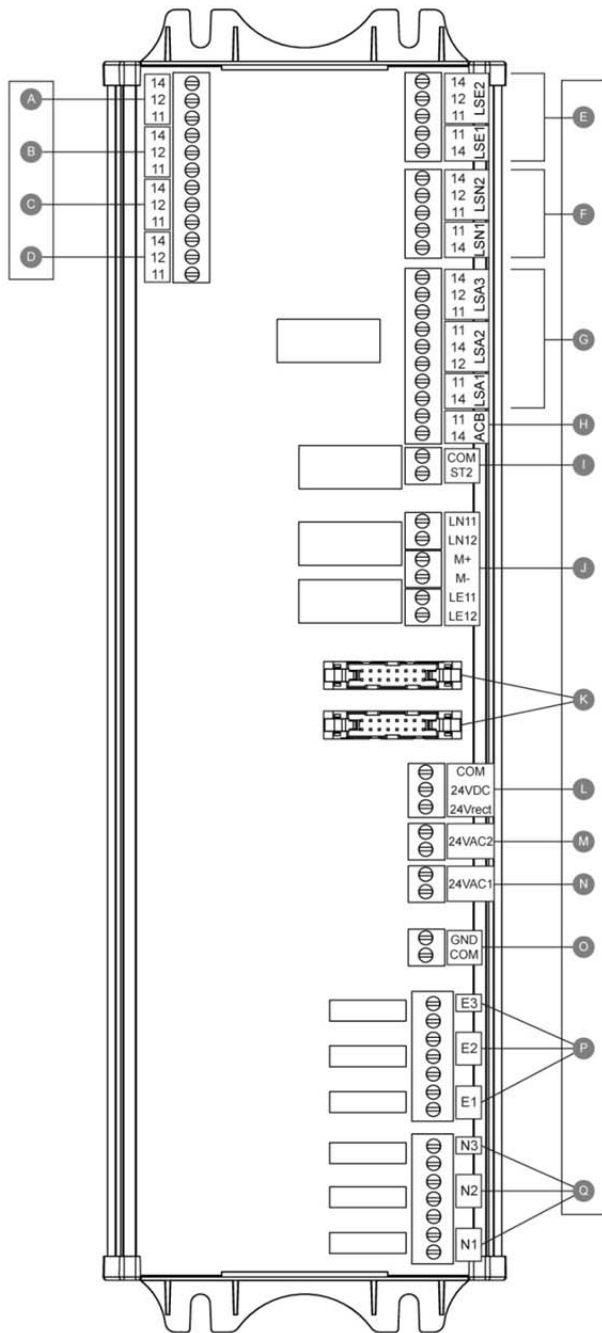 A
14
12
11
B
14
12
11
C
14
12
11
D
14
12
11
14
12
11
LSE2
E
11
14
LSE1
14
12
11
LSN2
F
11
14
LSN1
14
12
11
LSA3
11
14
12
LSA2
G
11
14
LSA1
11
14
ACB
H
COM
ST2
I
LN11
LN12
M+
M-
J
LE11
LE12
K
COM
24VDC
L
24Vrect
24VAC2
M
24VAC1
N
GND
O
COM
E3
E2
P
E1
N3
N2
Q
N1